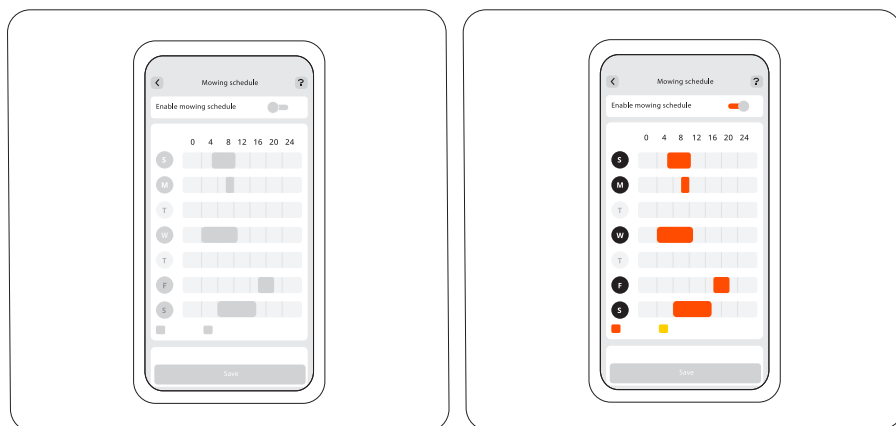 Mowing schedule ?
Enable mowing schedule
0 4 8 12 16 20 24
S
M
T
W
T
F
S
Save
Mowing schedule ?
Enable mowing schedule
0 4 8 12 16 20 24
S
M
T
W
T
F
S
Save